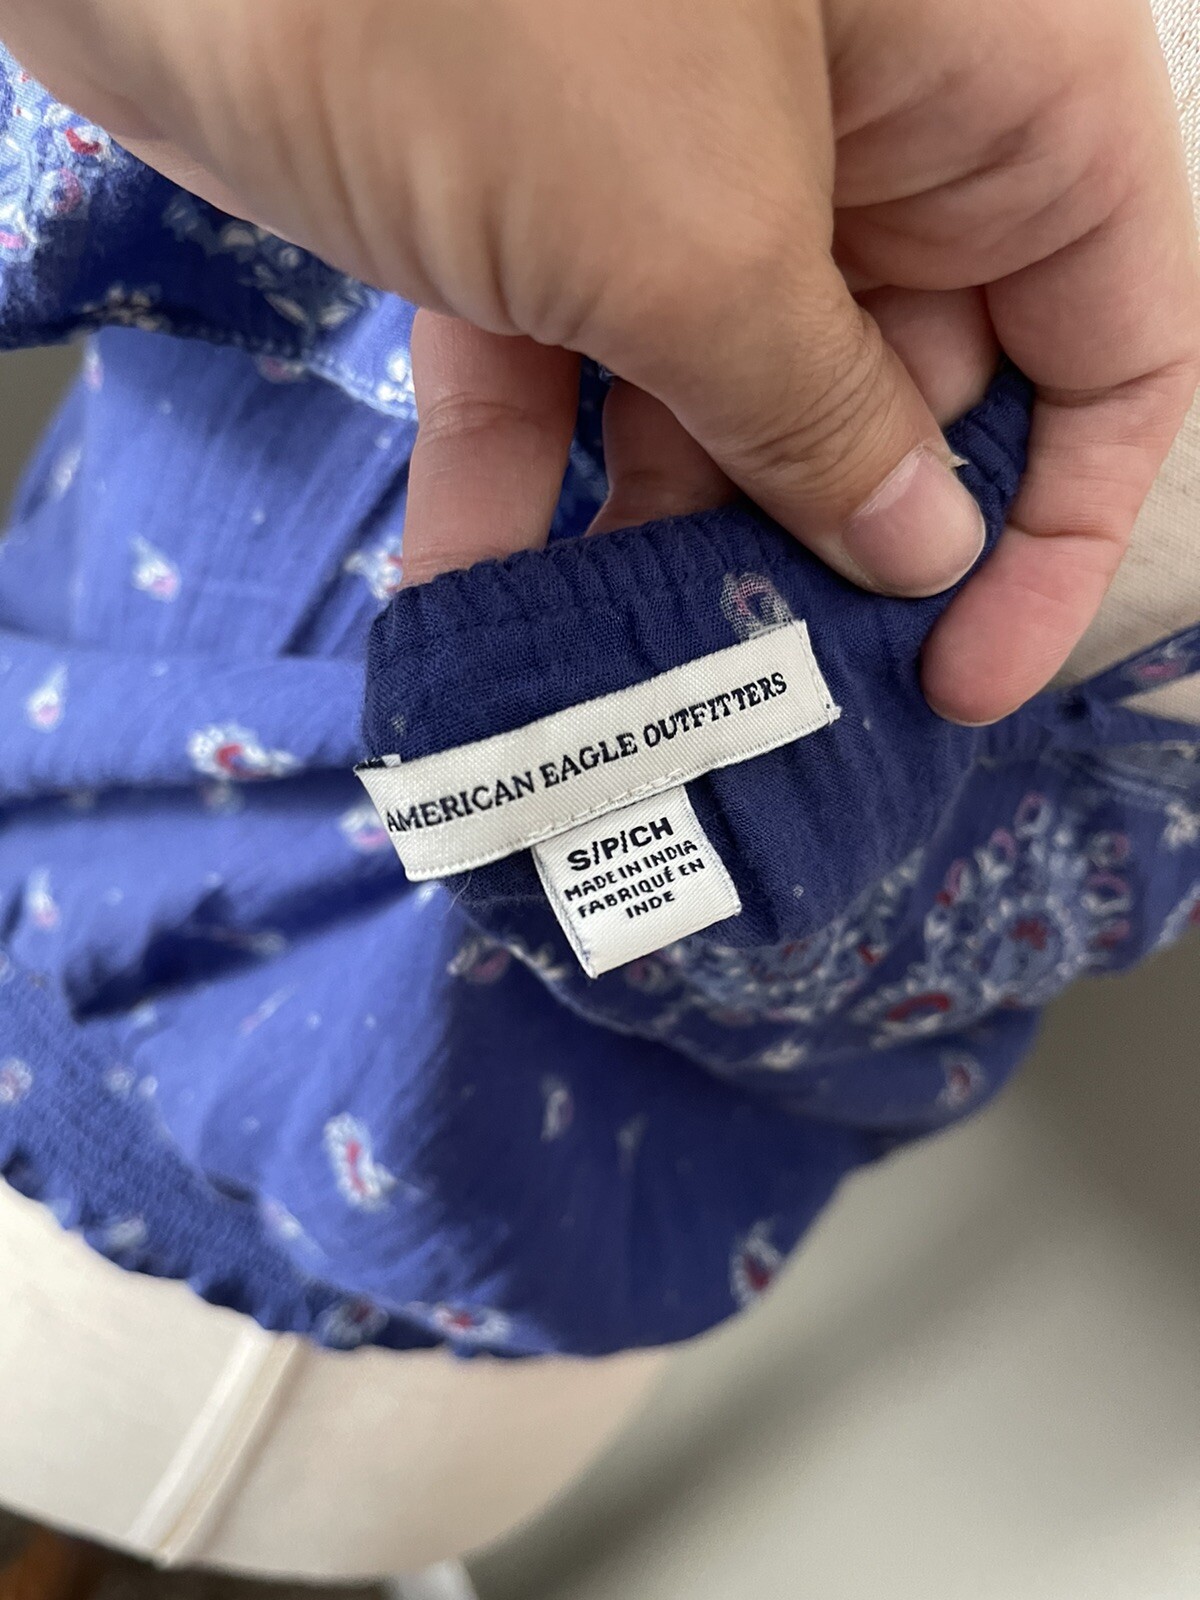 AMERICAN EAGLE OUTFITTERS
S/P/CH
MADE IN INDIA
FABRIQUÉ EN
INDE